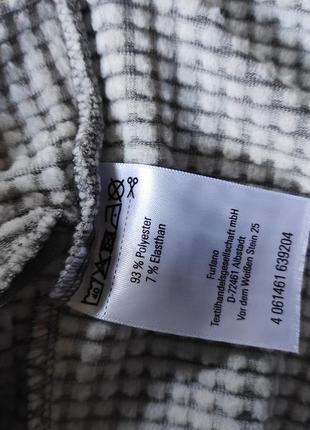 93 % Polyester
7 % Elasthan
Furlano
Textilhandelsgesellschaft mbH
D-72461 Albstadt
Vor dem Weißen Stein 25
4 061461 639204